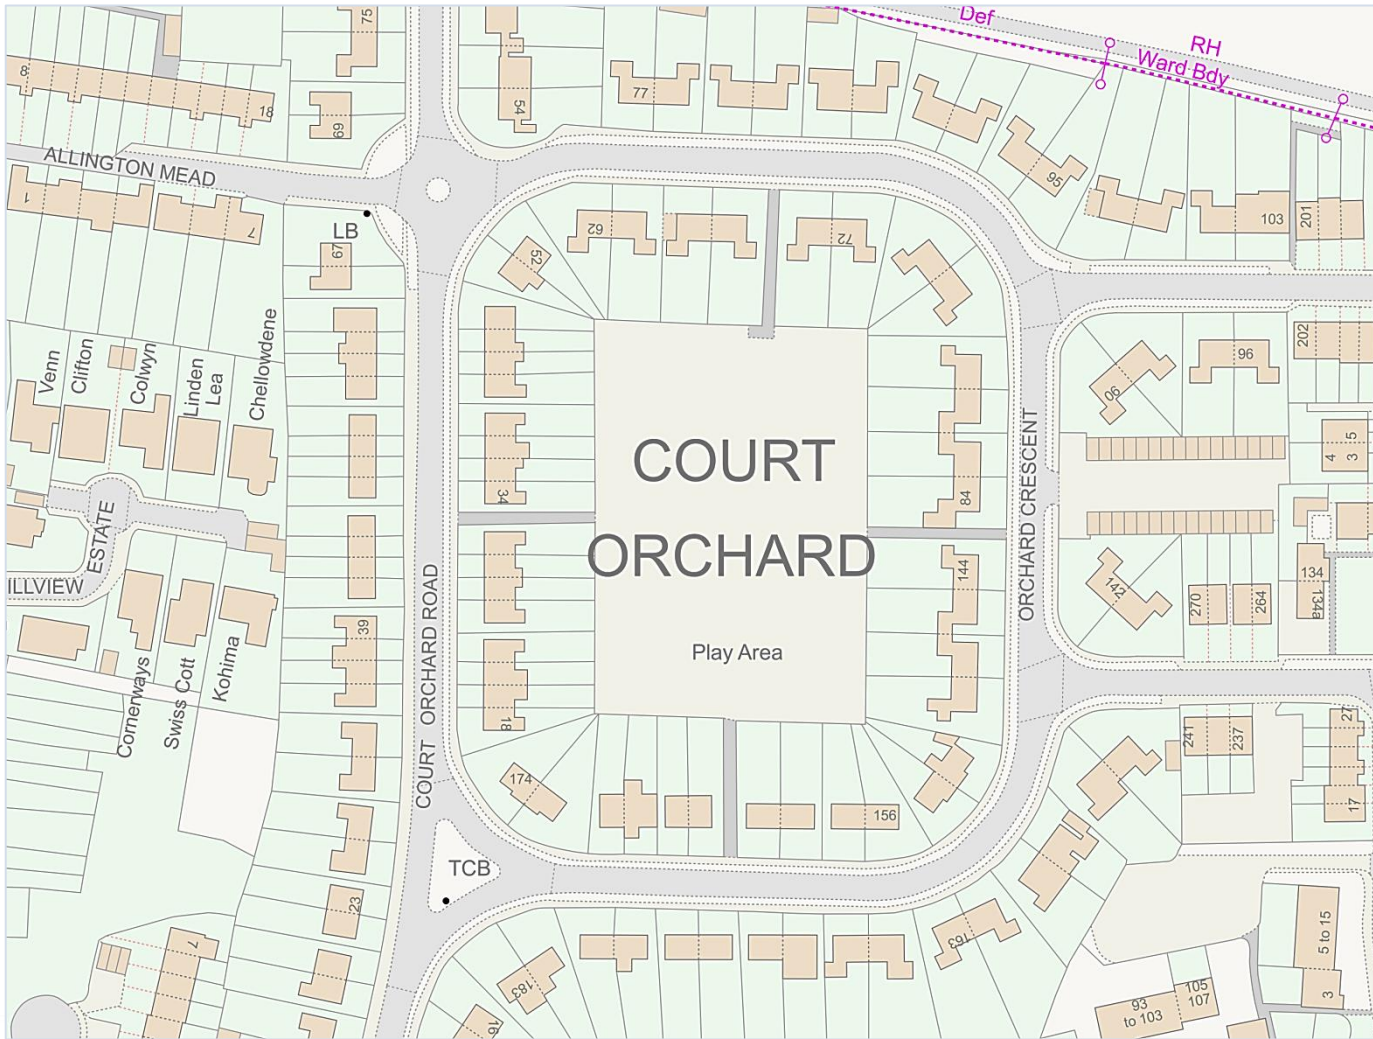 Def
RH
Ward Bdy
75
8
18
69
54
77
95
103
201
ALLINGTON MEAD
1
7
LB
67
52
62
72
202
96
90
Venn
Clifton
Colwyn
Linden
Lea
Chellowdene
34
84
COURT
ORCHARD
Play Area
4
5
3
ESTATE
ILLVIEW
COURT ORCHARD ROAD
ORCHARD CRESCENT
144
142
270
264
134
134a
39
18
Cornerways
Swiss Cott
Kohima
241
237
27
17
174
156
TCB
23
7
183
163
16
5 to 15
3
105
107
93
to 103